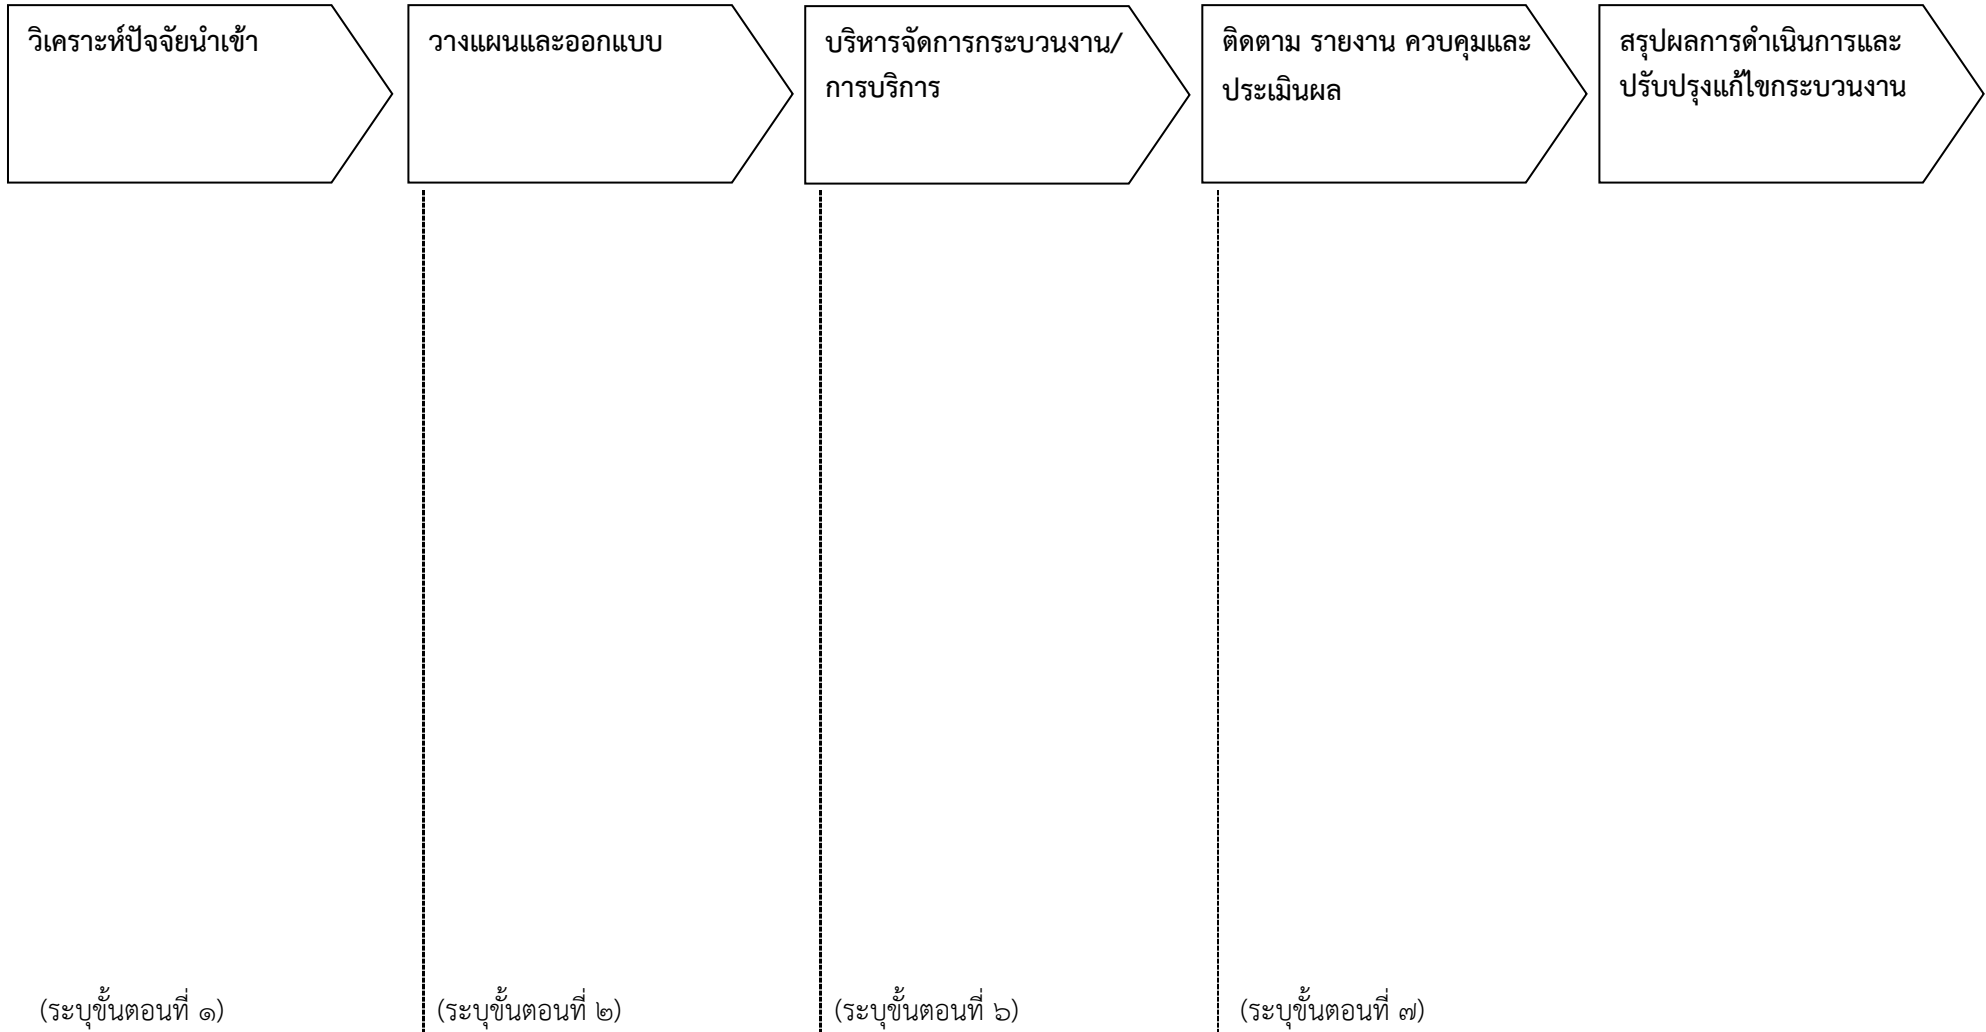 วิเคราะห์ปัจจัยนำเข้า
วางแผนและออกแบบ
บริหารจัดการกระบวนงาน/
การบริการ
ติดตาม รายงาน ควบคุมและ
ประเมินผล
สรุปผลการดำเนินการและ
ปรับปรุงแก้ไขกระบวนงาน
(ระบุขั้นตอนที่ ๑)
(ระบุขั้นตอนที่ ๒)
(ระบุขั้นตอนที่ ๖)
(ระบุขั้นตอนที่ ๗)